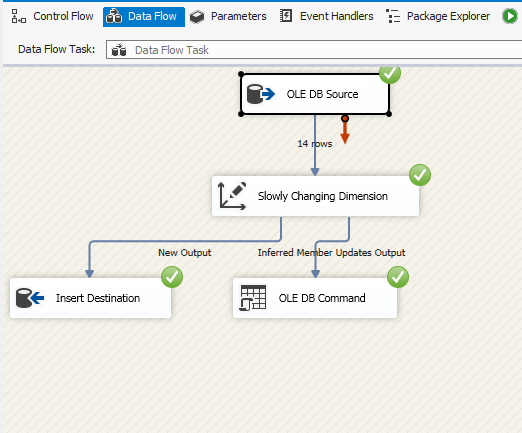 Control Flow Data Flow Parameters Event Handlers Package Explorer
Data Flow Task: Data Flow Task
OLE DB Source
14 rows
Slowly Changing Dimension
New Output Inferred Member Updates Output
Insert Destination OLE DB Command